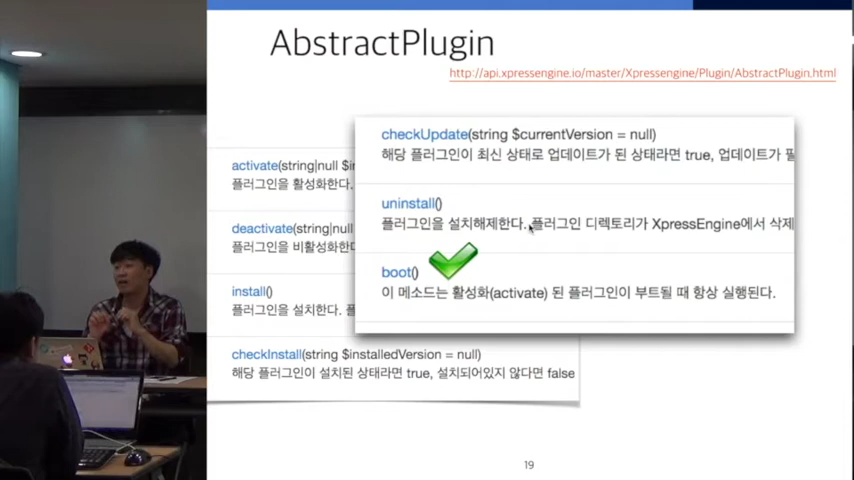 AbstractPlugin
http://api.xpressengine.io/master/Xpressengine/Plugin/AbstractPlugin.html
activate(string|null $in
플러그인을 활성화한다.
deactivate(string|null
플러그인을 비활성화한다
install()
플러그인을 설치한다.
checkInstall(string $installedVersion = null)
해당 플러그인이 설치된 상태라면 true, 설치되어있지 않다면 false
checkUpdate(string $currentVersion = null)
해당 플러그인이 최신 상태로 업데이트가 된 상태라면 true, 업데이트가 필
uninstall()
플러그인을 설치해제한다. 플러그인 디렉토리가 XpressEngine에서 삭제
boot()
이 메소드는 활성화(activate) 된 플러그인이 부트될 때 항상 실행된다.
19